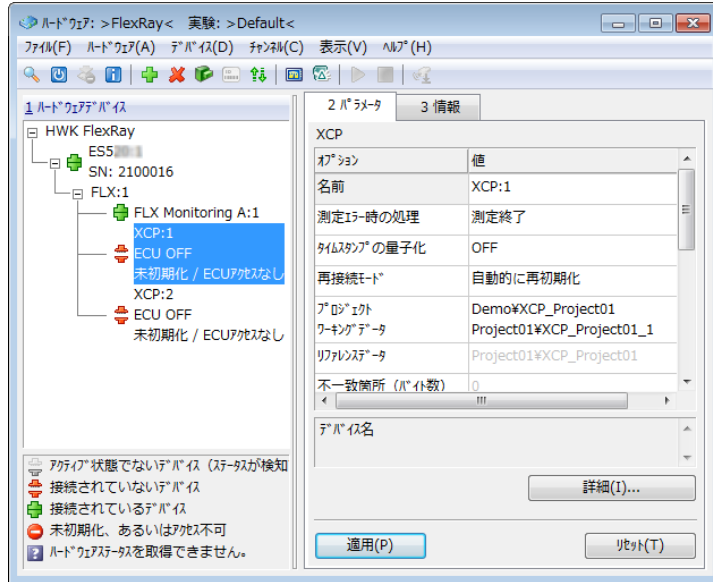 ﾊｰﾄﾞｳｪｱ: >FlexRay<  実験: >Default<
ﾌｧｲﾙ(F) ﾊｰﾄﾞｳｪｱ(A) ﾃﾞﾊﾞｲｽ(D) ﾁｬﾝﾈﾙ(C) 表示(V) ﾍﾙﾌﾟ(H)
1 ﾊｰﾄﾞｳｪｱﾃﾞﾊﾞｲｽ
HWK FlexRay
ES5
SN: 2100016
FLX:1
FLX Monitoring A:1
XCP:1
ECU OFF
未初期化 / ECUｱｸｾｽなし
XCP:2
ECU OFF
未初期化 / ECUｱｸｾｽなし
ｱｸﾃｨﾌﾞ状態でないﾃﾞﾊﾞｲｽ (ｽﾃｰﾀｽが検知
接続されていないﾃﾞﾊﾞｲｽ
接続されているﾃﾞﾊﾞｲｽ
未初期化、あるいはｱｸｾｽ不可
ﾊｰﾄﾞｳｪｱｽﾃｰﾀｽを取得できません。
2 ﾊﾟﾗﾒｰﾀ 3 情報
XCP
ｵﾌﾟｼｮﾝ 値
名前 XCP:1
測定ｴﾗｰ時の処理 測定終了
ﾀｲﾑｽﾀﾝﾌﾟの量子化 OFF
再接続ﾓｰﾄﾞ 自動的に再初期化
ﾌﾟﾛｼﾞｪｸﾄ Demo¥XCP_Project01
ﾜｰｷﾝｸﾞﾃﾞｰﾀ Project01¥XCP_Project01_1
ﾘﾌｧﾚﾝｽﾃﾞｰﾀ Project01¥XCP_Project01
不一致箇所 (ﾊﾞｲﾄ数) 0
ﾃﾞﾊﾞｲｽ名
詳細(I)...
適用(P) ﾘｾｯﾄ(T)